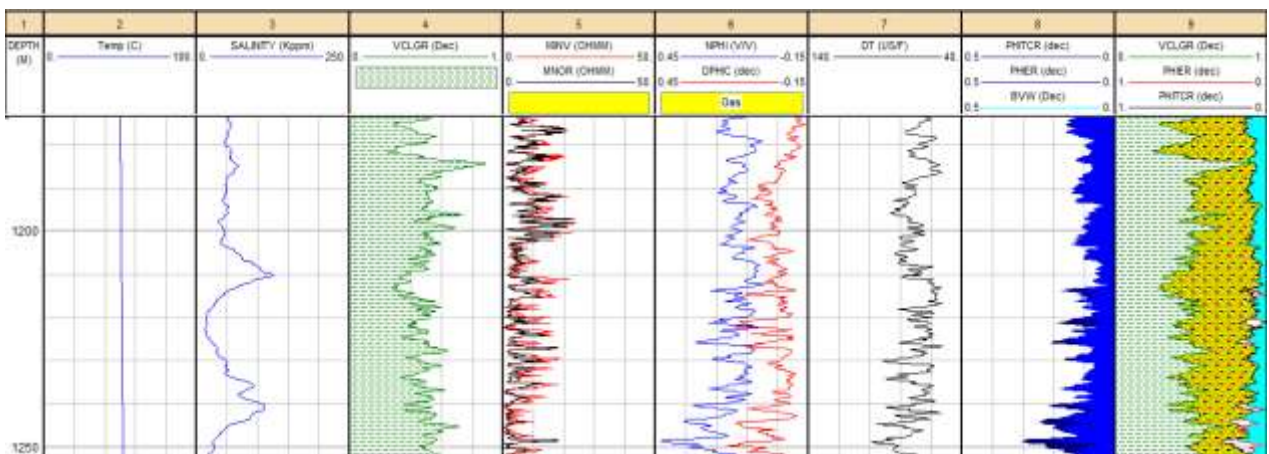 1 2 3 4 5 6 7 8 9
DEPTH (M)
Temp (C)
0. 100.
SALINITY (Kppm)
0. 250.
VCLGR (Dec)
0. 1.
MINV (OHMM)
0. 50.
MNOR (OHMM)
0. 50.
NPHI (V/V)
0.45 -0.15
DPHIC (dec)
0.45 -0.15
Gas
DT (US/F)
140. 40.
PHITCR (dec)
0.5 0.
PHIER (dec)
0.5 0.
BVW (Dec)
0.5 0.
VCLGR (Dec)
0. 1.
PHIER (dec)
1. 0.
PHITCR (dec)
1. 0.
1200
1250